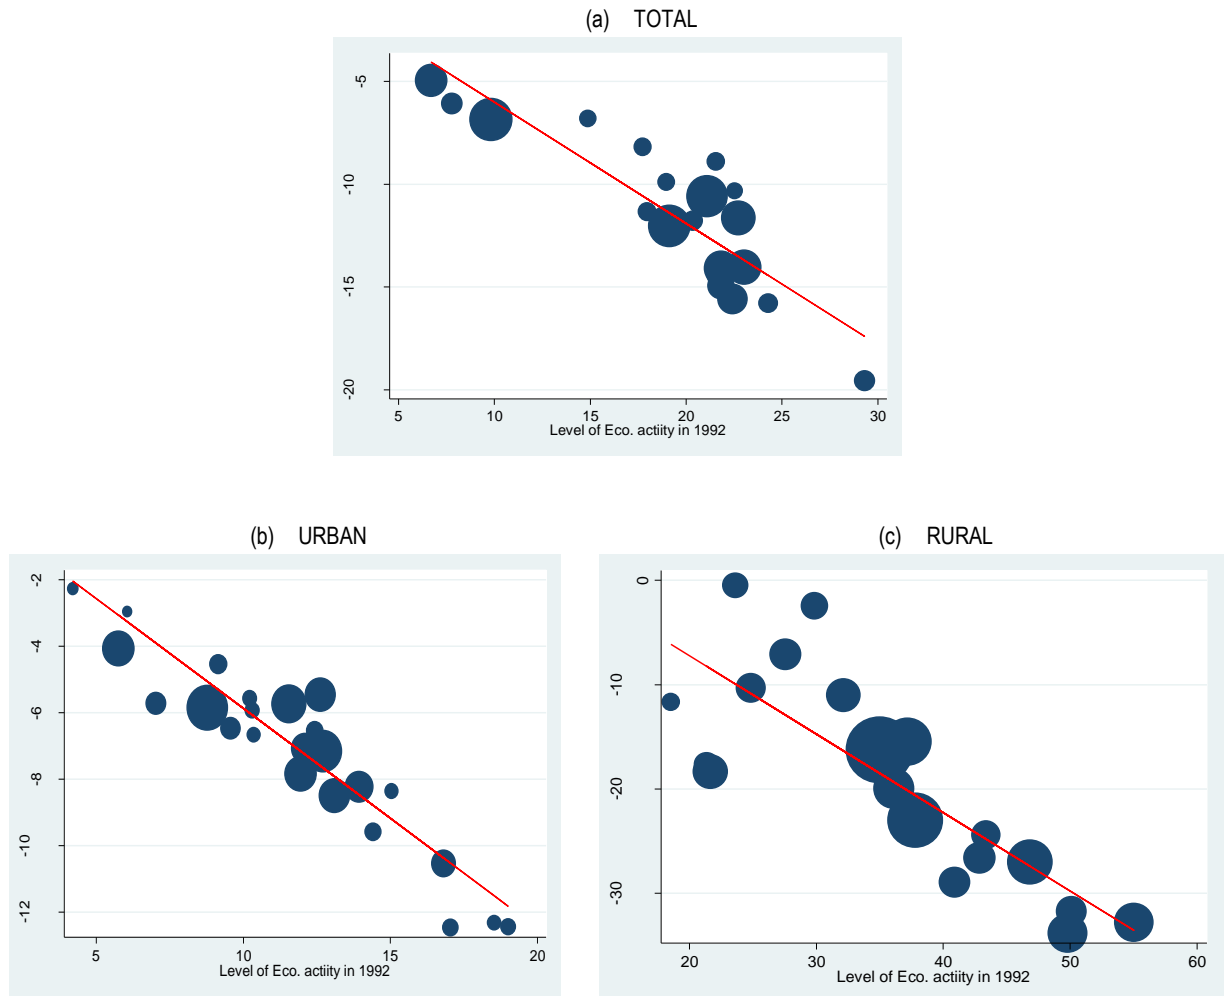 (a) TOTAL
-5
-10
-15
-20
5 10 15 20 25 30
Level of Eco. actiity in 1992
(b) URBAN
-2
-4
-6
-8
-10
-12
5 10 15 20
Level of Eco. actiity in 1992
(c) RURAL
0
-10
-20
-30
20 30 40 50 60
Level of Eco. actiity in 1992